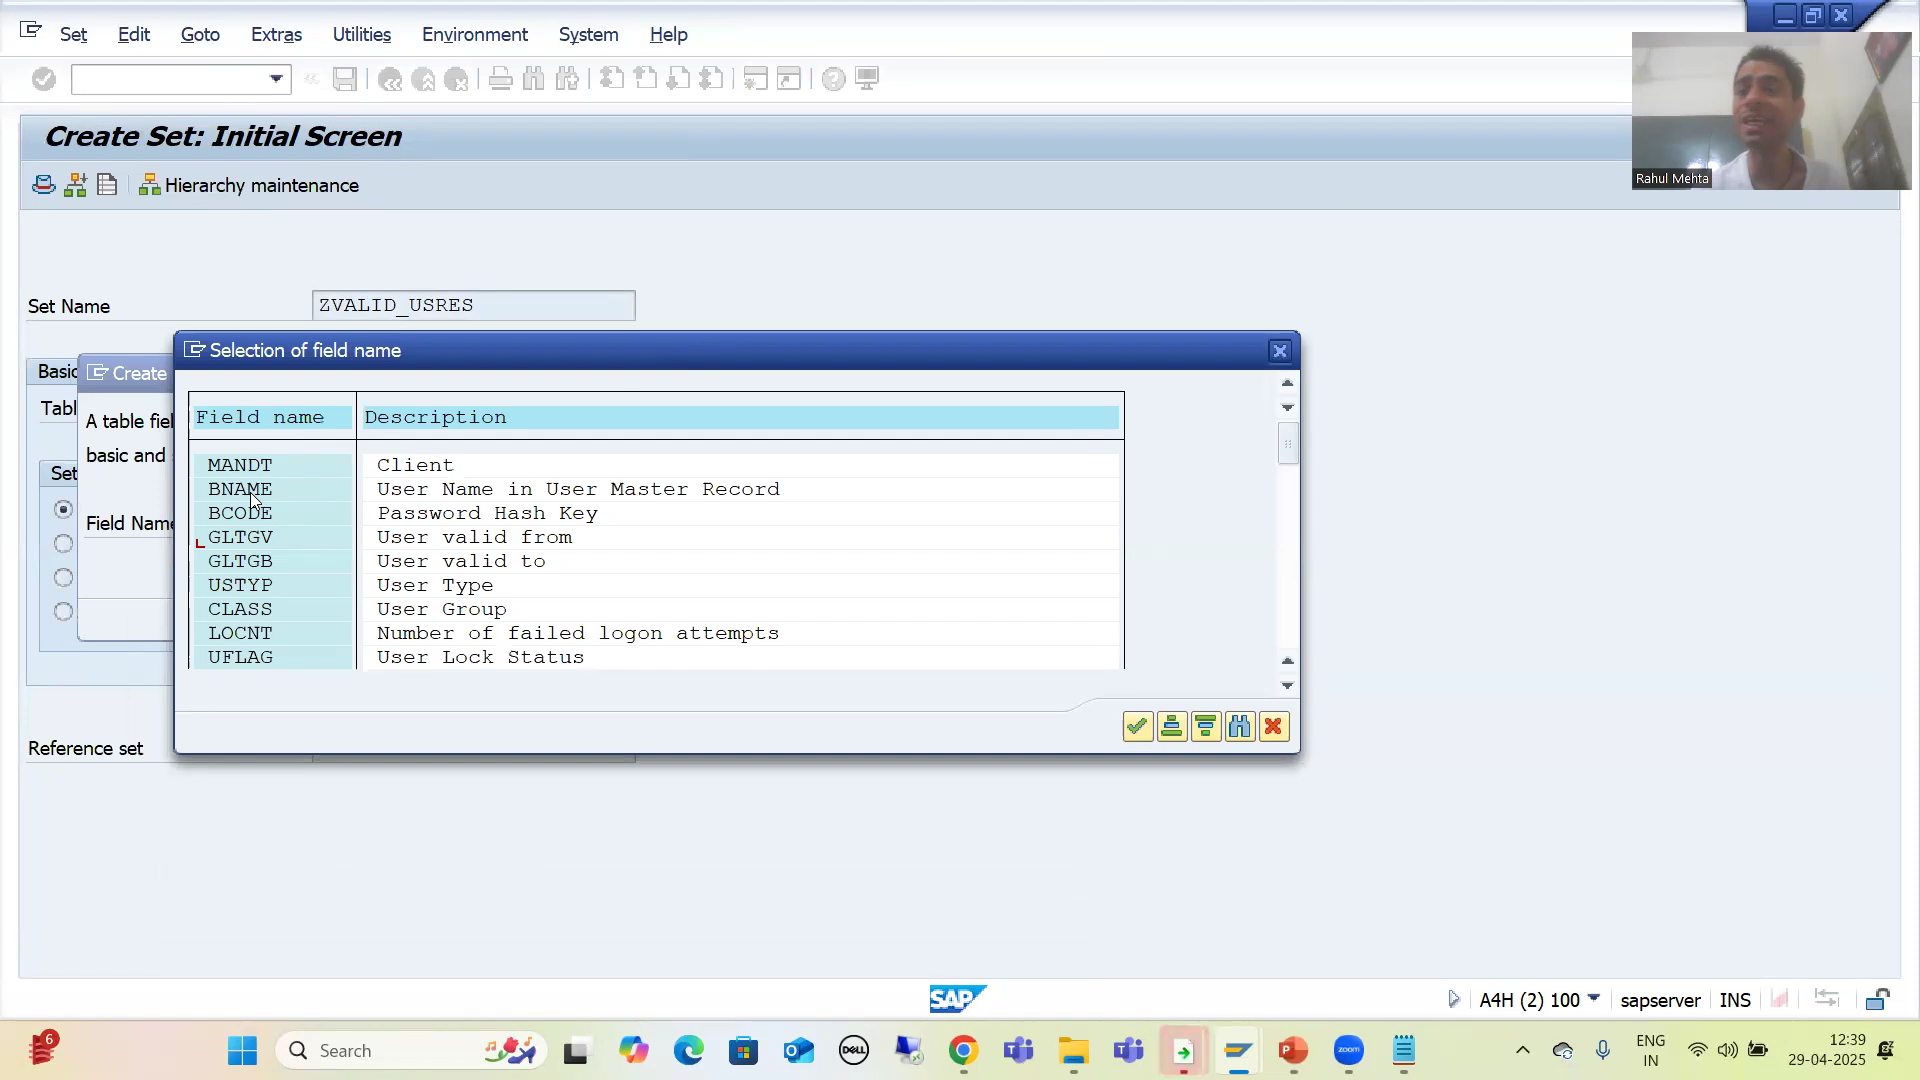 Set Edit Goto Extras Utilities Environment System Help
Create Set: Initial Screen
Rahul Mehta
Hierarchy maintenance
Set Name ZVALID_USRES
Selection of field name
Basic
Create
Tabl
A table fiel
basic and
Set
Field Name
Field name Description
MANDT Client
BNAME User Name in User Master Record
BCODE Password Hash Key
GLTGV User valid from
GLTGB User valid to
USTYP User Type
CLASS User Group
LOCNT Number of failed logon attempts
UFLAG User Lock Status
Reference set
SAP
A4H (2) 100 sapserver INS
6
Search
DELL
zoom
ENG
IN
12:39
29-04-2025